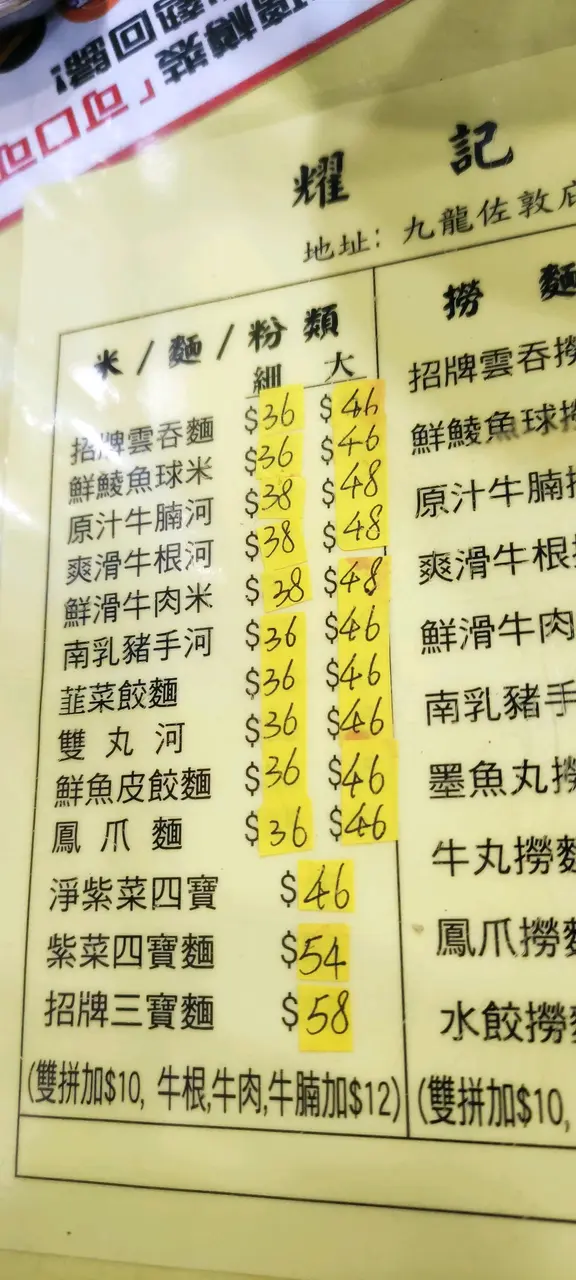 耀記
地址: 九龍佐敦
米/麵/粉類
細 大
招牌雲吞麵 $36 $46
鮮鯪魚球米 $36 $46
原汁牛腩河 $38 $48
爽滑牛根河 $38 $48
鮮滑牛肉米 $38 $48
南乳豬手河 $36 $46
韮菜餃麵 $36 $46
雙丸河 $36 $46
鮮魚皮餃麵 $36 $46
鳳爪麵 $36 $46
淨紫菜四寶 $46
紫菜四寶麵 $54
招牌三寶麵 $58
(雙拼加$10, 牛根,牛肉,牛腩加$12)
撈麵
招牌雲吞撈
鮮鯪魚球撈
原汁牛腩
爽滑牛根
鮮滑牛肉
南乳豬手
墨魚丸撈
牛丸撈麵
鳳爪撈麵
水餃撈麵
(雙拼加$10,